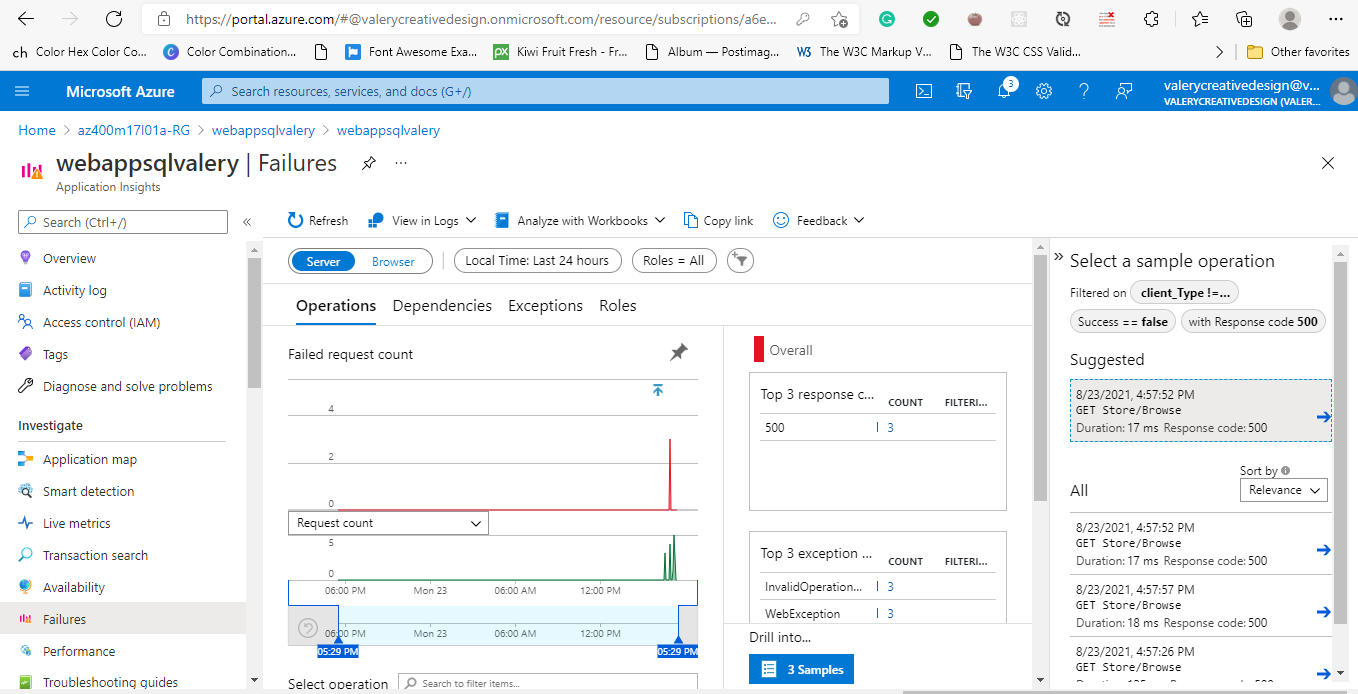 https://portal.azure.com/#@valerycreativedesign.onmicrosoft.com/resource/subscriptions/a6e...
ch Color Hex Color Co...
C Color Combination...
Font Awesome Exa...
px Kiwi Fruit Fresh - Fr...
Album — Postimag...
W3 The W3C Markup V...
The W3C CSS Valid...
Other favorites
Microsoft Azure
Search resources, services, and docs (G+/)
3
valerycreativedesign@v...
VALERYCREATIVEDESIGN (VALER...
Home > az400m17l01a-RG > webappsqlvalery > webappsqlvalery
webappsqlvalery | Failures
Application Insights
Search (Ctrl+/)
Overview
Activity log
Access control (IAM)
Tags
Diagnose and solve problems
Investigate
Application map
Smart detection
Live metrics
Transaction search
Availability
Failures
Performance
Troubleshooting guides
Refresh
View in Logs
Analyze with Workbooks
Copy link
Feedback
Server Browser
Local Time: Last 24 hours
Roles = All
Operations Dependencies Exceptions Roles
Failed request count
4
2
0
Request count
5
0
06:00 PM Mon 23 06:00 AM 12:00 PM
06:00 PM Mon 23 06:00 AM 12:00 PM
05:29 PM 05:29 PM
Select operation
Search to filter items...
Overall
Top 3 response c... COUNT FILTERI...
500 3
Top 3 exception ... COUNT FILTERI...
InvalidOperation... 3
WebException 3
Drill into...
3 Samples
Select a sample operation
Filtered on client_Type !=...
Success == false with Response code 500
Suggested
8/23/2021, 4:57:52 PM
GET Store/Browse
Duration: 17 ms Response code: 500
Sort by
All
Relevance
8/23/2021, 4:57:52 PM
GET Store/Browse
Duration: 17 ms Response code: 500
8/23/2021, 4:57:57 PM
GET Store/Browse
Duration: 18 ms Response code: 500
8/23/2021, 4:57:26 PM
GET Store/Browse